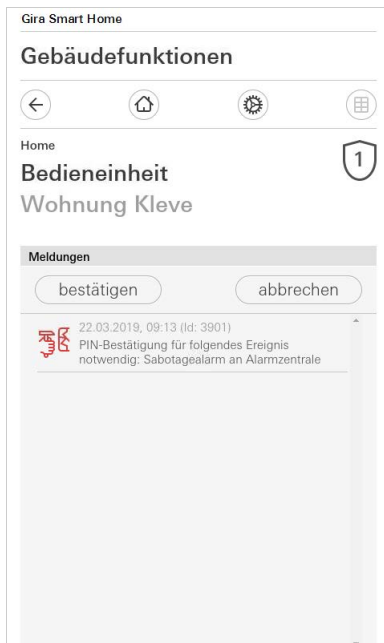 Gira Smart Home
Gebäudefunktionen
Home
1
Bedieneinheit
Wohnung Kleve
Meldungen
bestätigen
abbrechen
22.03.2019, 09:13 (Id: 3901)
PIN-Bestätigung für folgendes Ereignis
notwendig: Sabotagealarm an Alarmzentrale